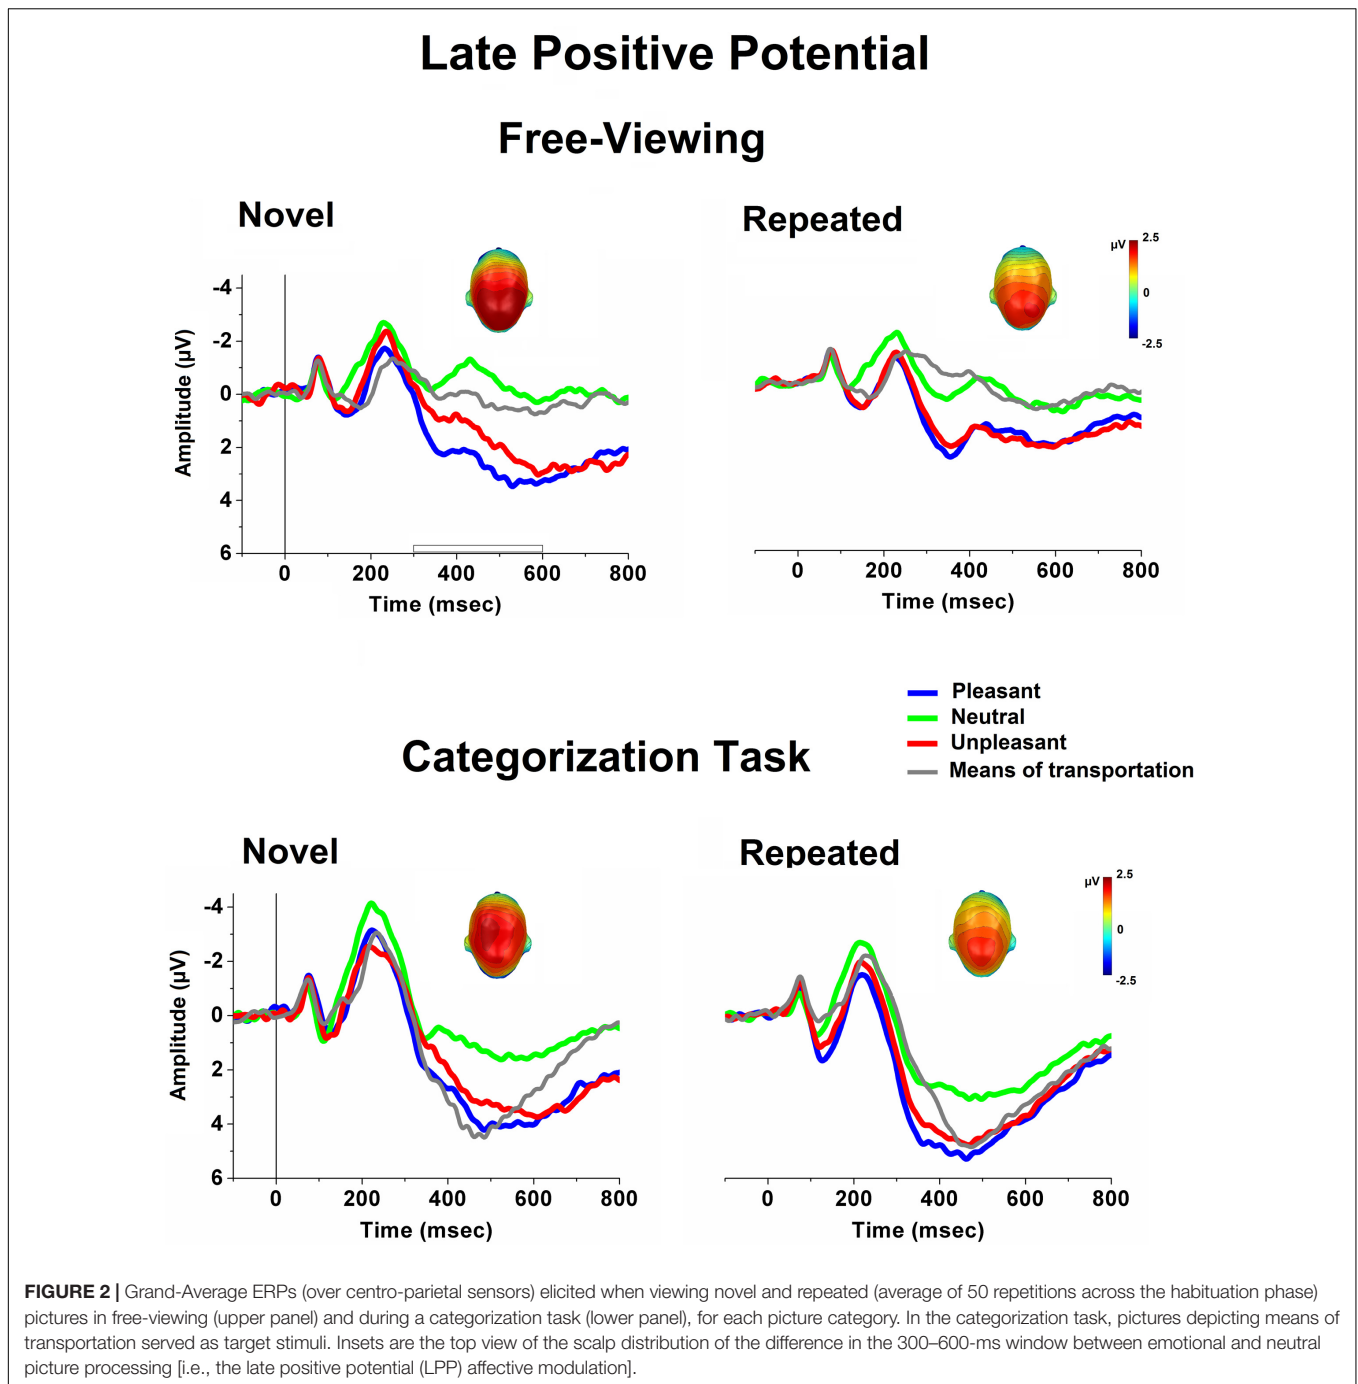 Late Positive Potential
Free-Viewing
Novel
Repeated
µV
2.5
0
-2.5
-4
-2
0
2
4
6
Amplitude (µV)
0 200 400 600 800
Time (msec)
0 200 400 600 800
Time (msec)
Pleasant
Neutral
Unpleasant
Means of transportation
Categorization Task
Novel
Repeated
µV
2.5
0
-2.5
-4
-2
0
2
4
6
Amplitude (µV)
0 200 400 600 800
Time (msec)
0 200 400 600 800
Time (msec)
FIGURE 2 | Grand-Average ERPs (over centro-parietal sensors) elicited when viewing novel and repeated (average of 50 repetitions across the habituation phase)
pictures in free-viewing (upper panel) and during a categorization task (lower panel), for each picture category. In the categorization task, pictures depicting means of
transportation served as target stimuli. Insets are the top view of the scalp distribution of the difference in the 300–600-ms window between emotional and neutral
picture processing [i.e., the late positive potential (LPP) affective modulation].